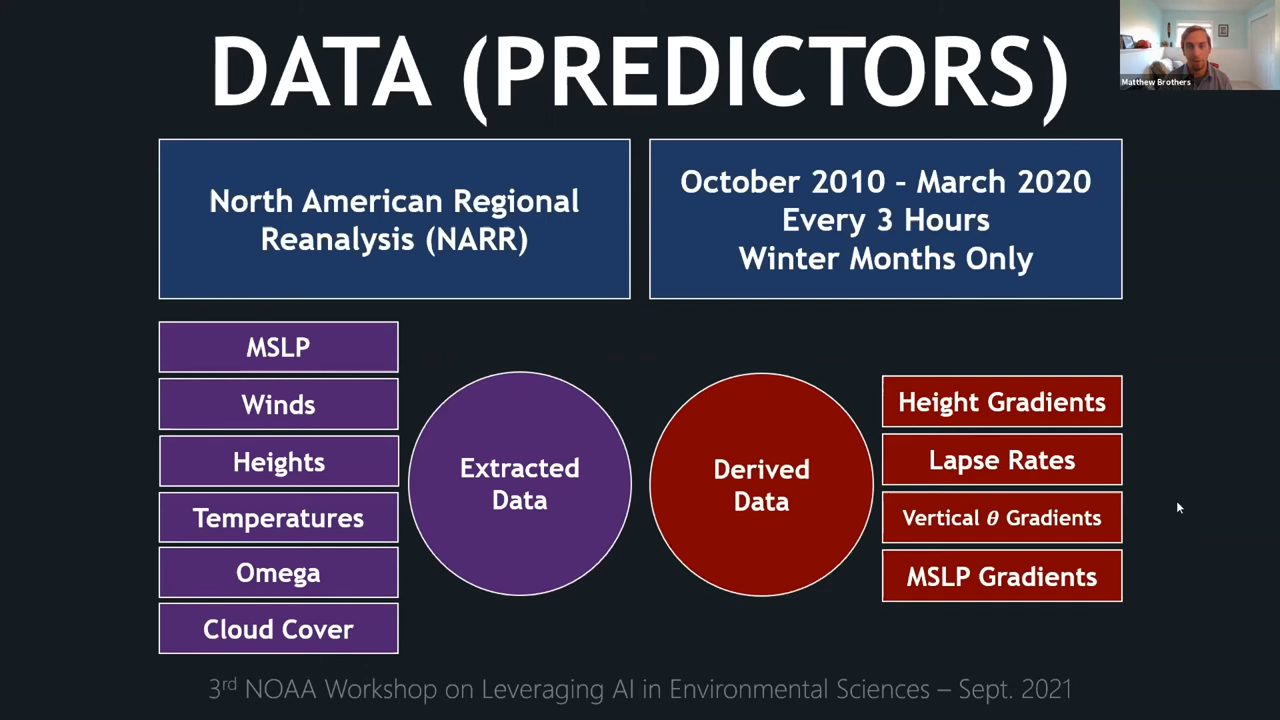 DATA (PREDICTORS)
Matthew Brothers
North American Regional
Reanalysis (NARR)
October 2010 – March 2020
Every 3 Hours
Winter Months Only
MSLP
Winds
Heights
Temperatures
Omega
Cloud Cover
Extracted
Data
Derived
Data
Height Gradients
Lapse Rates
Vertical θ Gradients
MSLP Gradients
3rd NOAA Workshop on Leveraging AI in Environmental Sciences – Sept. 2021